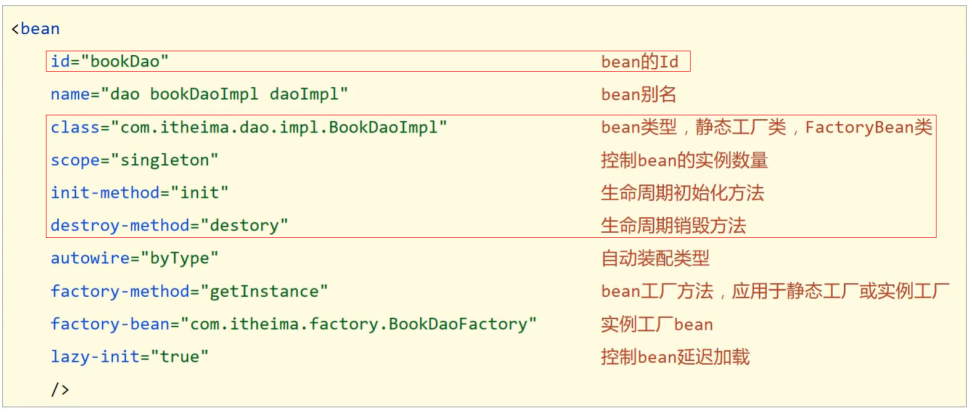 <bean
id="bookDao" bean的Id
name="dao bookDaoImpl daoImpl" bean别名
class="com.itheima.dao.impl.BookDaoImpl" bean类型，静态工厂类，FactoryBean类
scope="singleton" 控制bean的实例数量
init-method="init" 生命周期初始化方法
destroy-method="destory" 生命周期销毁方法
autowire="byType" 自动装配类型
factory-method="getInstance" bean工厂方法，应用于静态工厂或实例工厂
factory-bean="com.itheima.factory.BookDaoFactory" 实例工厂bean
lazy-init="true" 控制bean延迟加载
/>